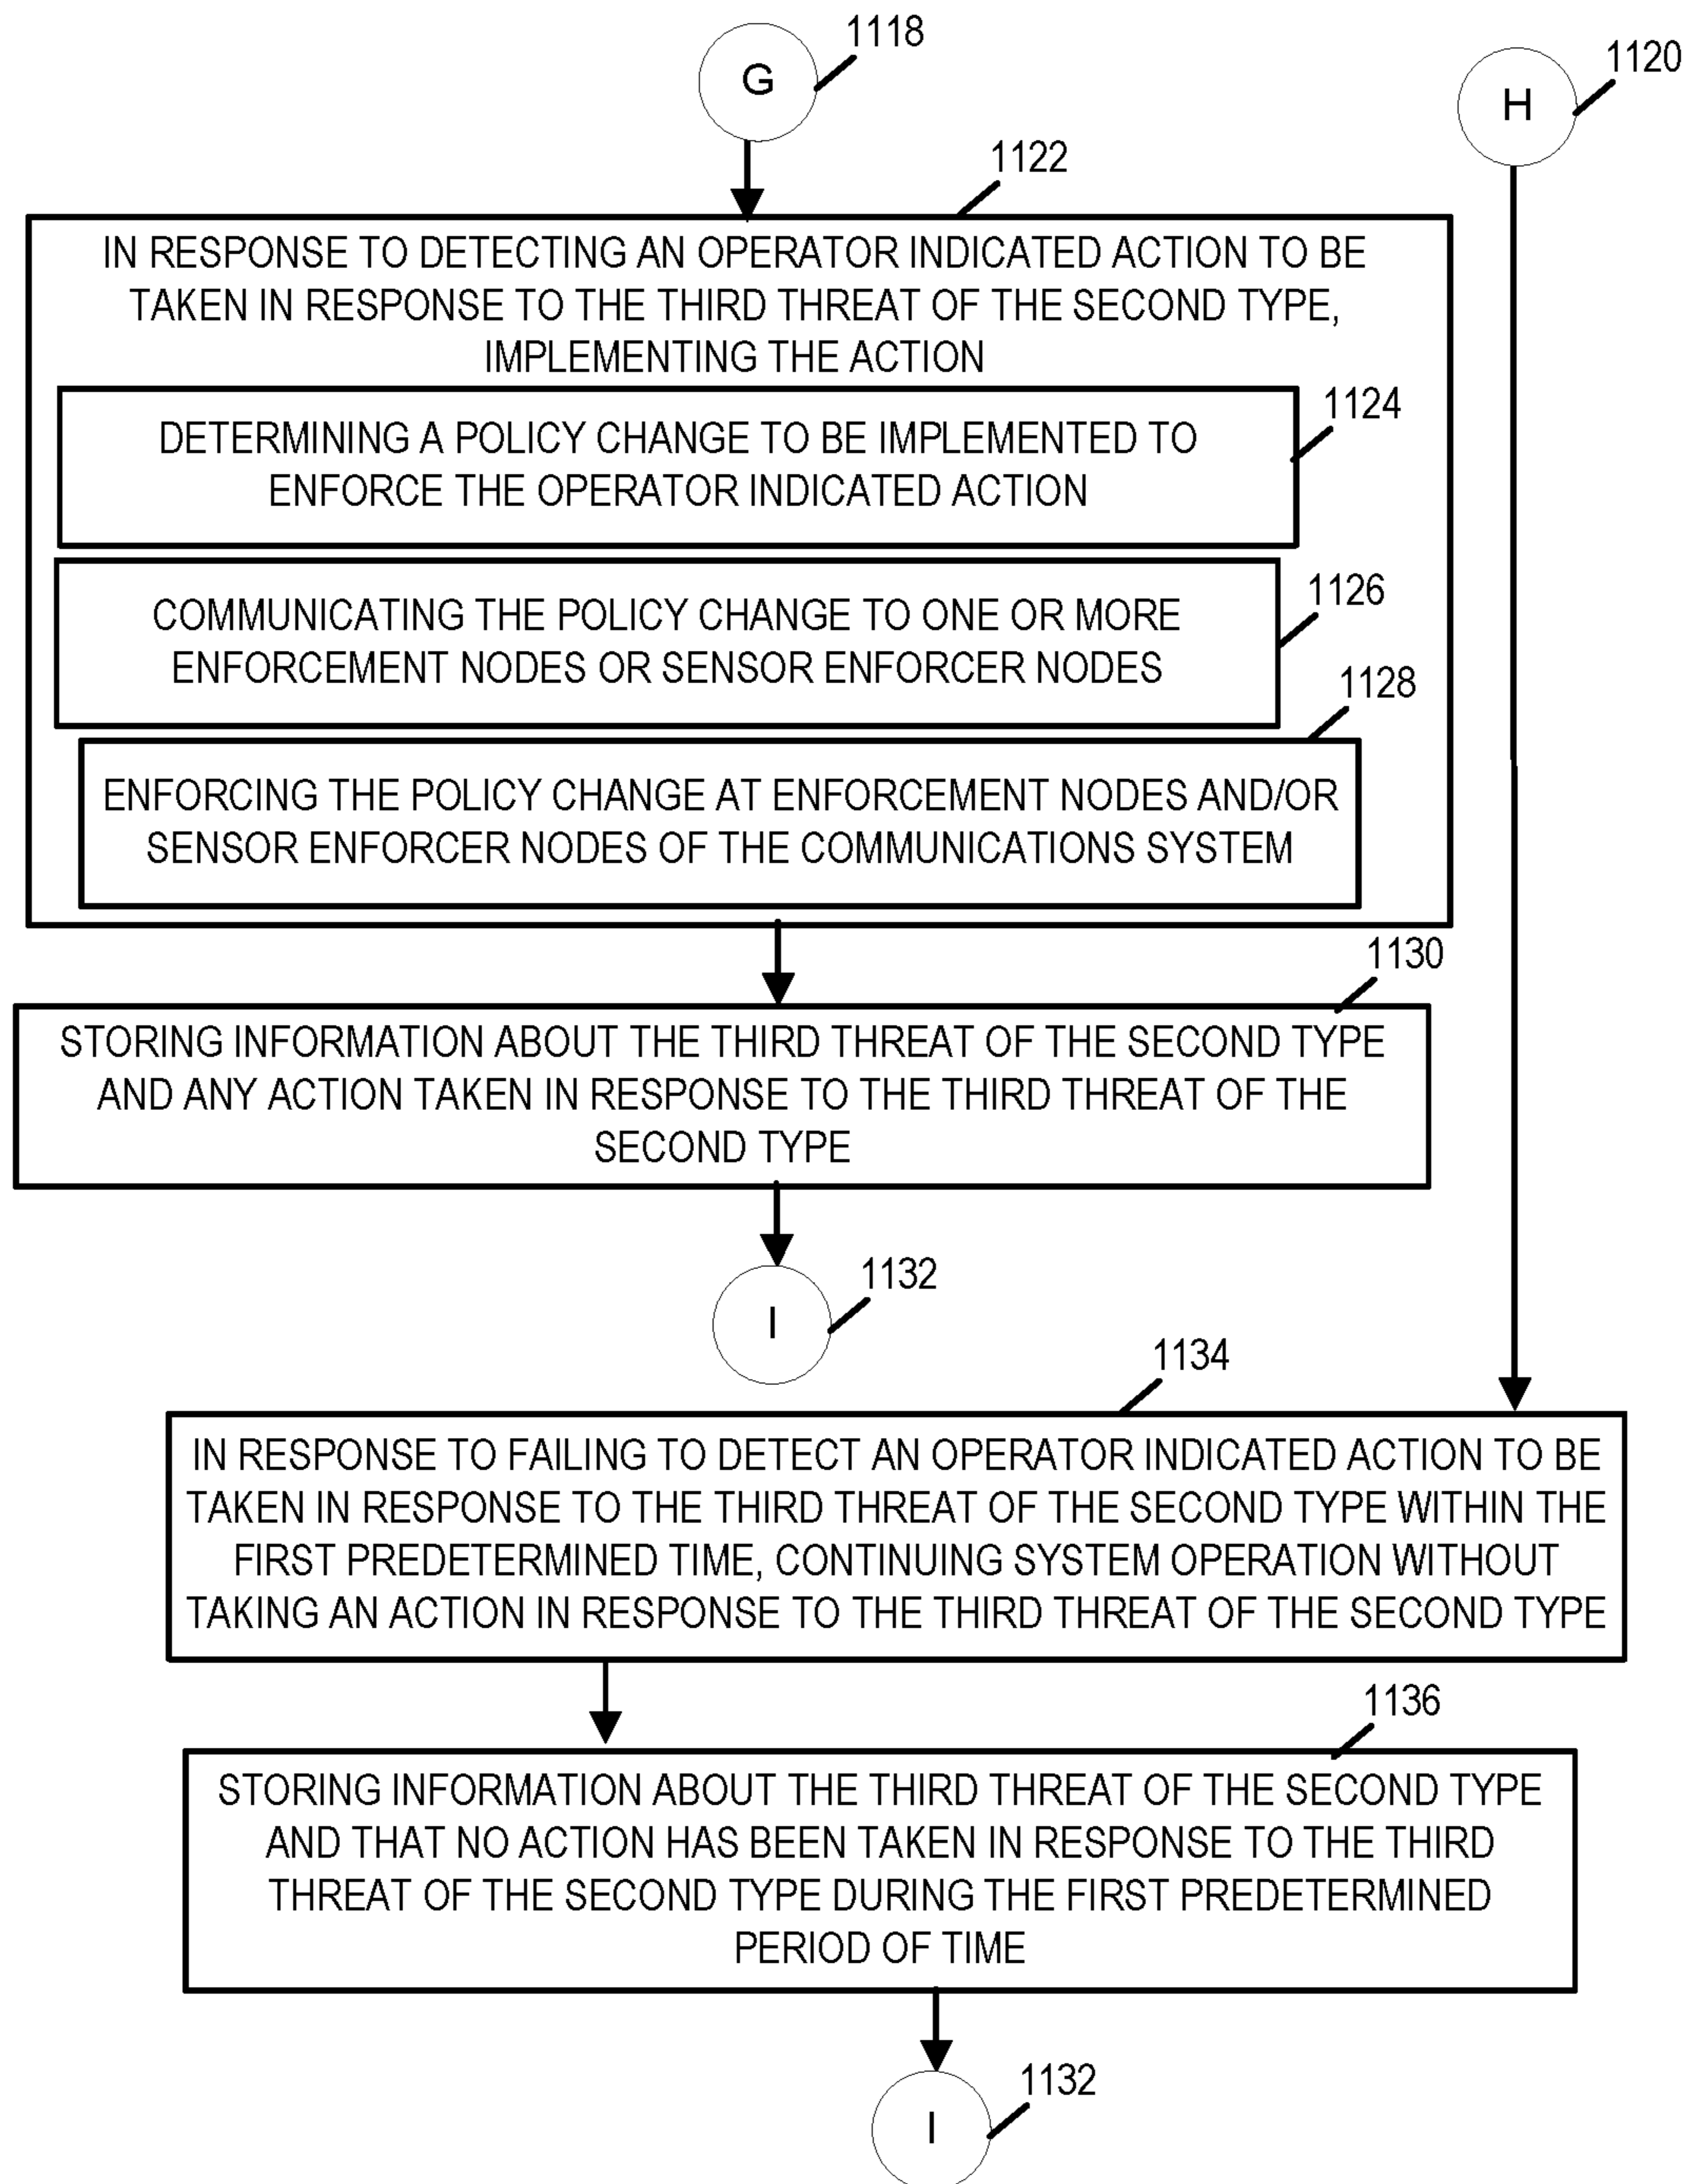 G
1118
H
1120
1122
IN RESPONSE TO DETECTING AN OPERATOR INDICATED ACTION TO BE
TAKEN IN RESPONSE TO THE THIRD THREAT OF THE SECOND TYPE,
IMPLEMENTING THE ACTION
1124
DETERMINING A POLICY CHANGE TO BE IMPLEMENTED TO
ENFORCE THE OPERATOR INDICATED ACTION
1126
COMMUNICATING THE POLICY CHANGE TO ONE OR MORE
ENFORCEMENT NODES OR SENSOR ENFORCER NODES
1128
ENFORCING THE POLICY CHANGE AT ENFORCEMENT NODES AND/OR
SENSOR ENFORCER NODES OF THE COMMUNICATIONS SYSTEM
1130
STORING INFORMATION ABOUT THE THIRD THREAT OF THE SECOND TYPE
AND ANY ACTION TAKEN IN RESPONSE TO THE THIRD THREAT OF THE
SECOND TYPE
I
1132
1134
IN RESPONSE TO FAILING TO DETECT AN OPERATOR INDICATED ACTION TO BE
TAKEN IN RESPONSE TO THE THIRD THREAT OF THE SECOND TYPE WITHIN THE
FIRST PREDETERMINED TIME, CONTINUING SYSTEM OPERATION WITHOUT
TAKING AN ACTION IN RESPONSE TO THE THIRD THREAT OF THE SECOND TYPE
1136
STORING INFORMATION ABOUT THE THIRD THREAT OF THE SECOND TYPE
AND THAT NO ACTION HAS BEEN TAKEN IN RESPONSE TO THE THIRD
THREAT OF THE SECOND TYPE DURING THE FIRST PREDETERMINED
PERIOD OF TIME
I
1132